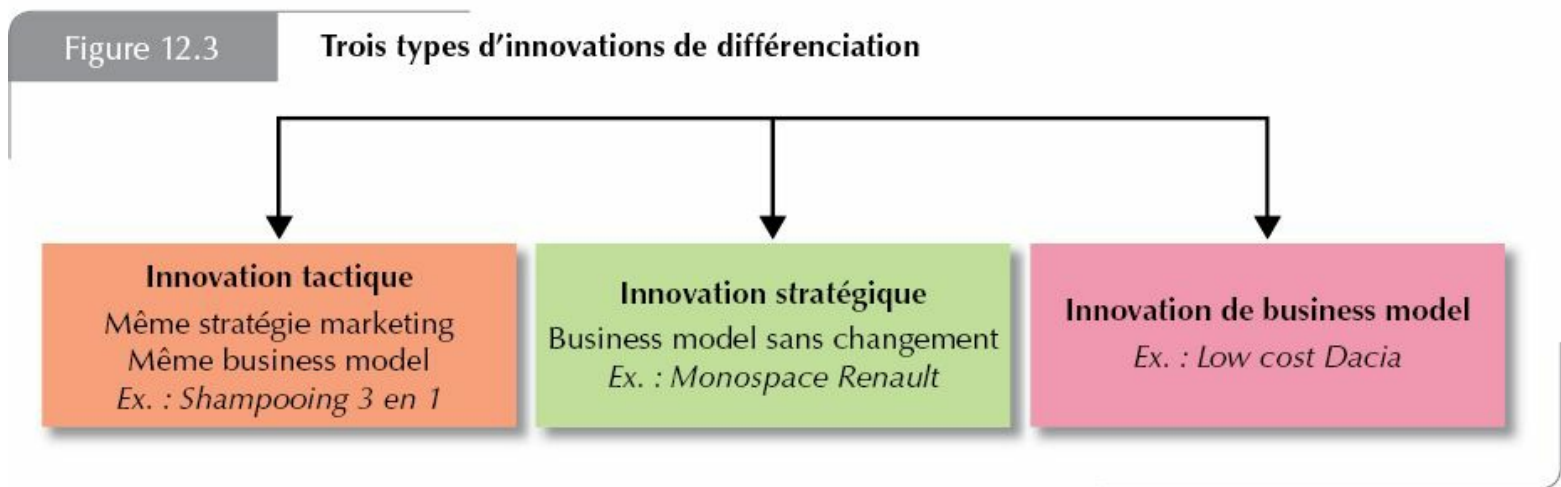 Figure 12.3
Trois types d’innovations de différenciation
Innovation tactique
Même stratégie marketing
Même business model
Ex. : Shampooing 3 en 1
Innovation stratégique
Business model sans changement
Ex. : Monospace Renault
Innovation de business model
Ex. : Low cost Dacia